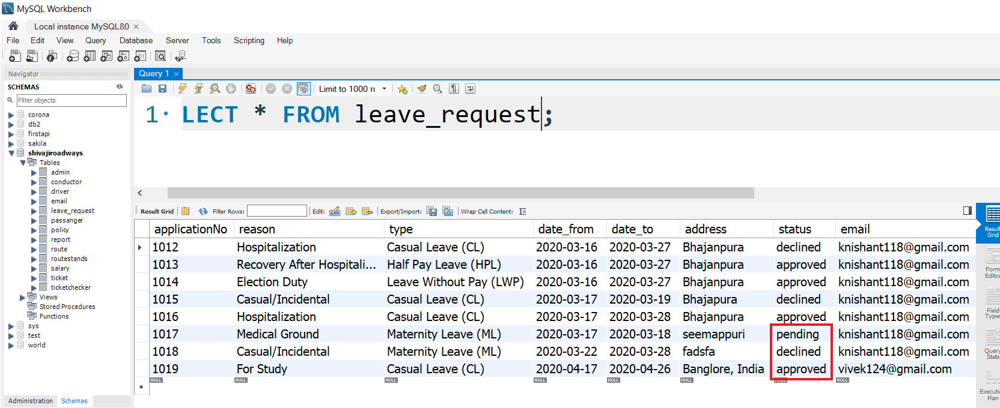 MySQL Workbench
Local instance MySQL80 ×
File Edit View Query Database Server Tools Scripting Help
Navigator
SCHEMAS
Filter objects
corona
db2
firstapi
sakila
shivajiroadways
Tables
admin
conductor
driver
email
leave_request
passanger
policy
report
route
routestands
salary
ticket
ticketchecker
Views
Stored Procedures
Functions
sys
test
world
Administration Schemas
Query 1 ×
Limit to 1000 rc
1 LECT * FROM leave_request;
Result Grid Filter Rows: Edit: Export/Import: Wrap Cell Content:
applicationNo reason type date_from date_to address status email
1012 Hospitalization Casual Leave (CL) 2020-03-16 2020-03-27 Bhajanpura declined knishant118@gmail.com
1013 Recovery After Hospitali... Half Pay Leave (HPL) 2020-03-16 2020-03-27 Bhajanpura approved knishant118@gmail.com
1014 Election Duty Leave Without Pay (LWP) 2020-03-16 2020-03-27 Bhajanpura approved knishant118@gmail.com
1015 Casual/Incidental Casual Leave (CL) 2020-03-17 2020-03-19 Bhajapura declined knishant118@gmail.com
1016 Hospitalization Casual Leave (CL) 2020-03-17 2020-03-28 Bhajanpura approved knishant118@gmail.com
1017 Medical Ground Maternity Leave (ML) 2020-03-17 2020-03-18 seemappuri pending knishant118@gmail.com
1018 Casual/Incidental Maternity Leave (ML) 2020-03-22 2020-03-28 fadsfa declined knishant118@gmail.com
1019 For Study Casual Leave (CL) 2020-04-17 2020-04-26 Banglore, India approved vivek124@gmail.com
NULL NULL NULL NULL NULL NULL NULL NULL
Result
Grid
Form
Editor
Field
Types
Query
Stats
Executio
Plan